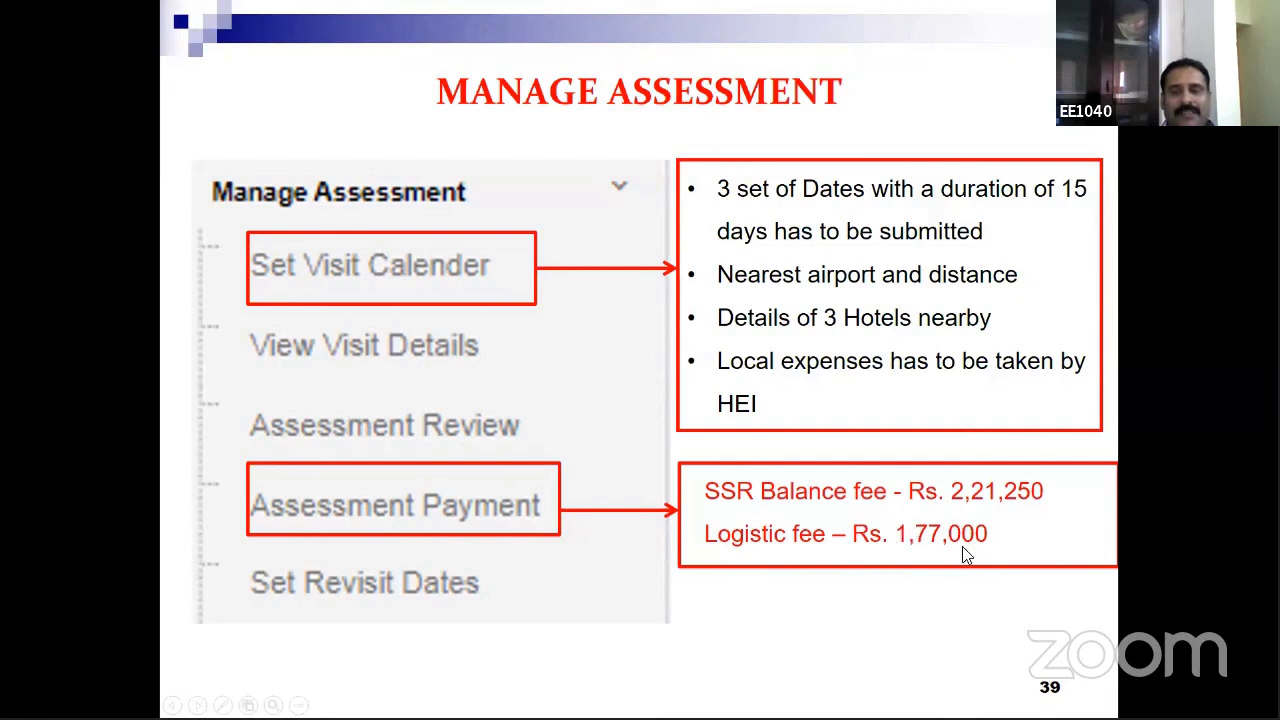 MANAGE ASSESSMENT
EE1040
Manage Assessment
Set Visit Calender
View Visit Details
Assessment Review
Assessment Payment
Set Revisit Dates
• 3 set of Dates with a duration of 15
days has to be submitted
• Nearest airport and distance
• Details of 3 Hotels nearby
• Local expenses has to be taken by
HEI
SSR Balance fee - Rs. 2,21,250
Logistic fee – Rs. 1,77,000
zoom
39